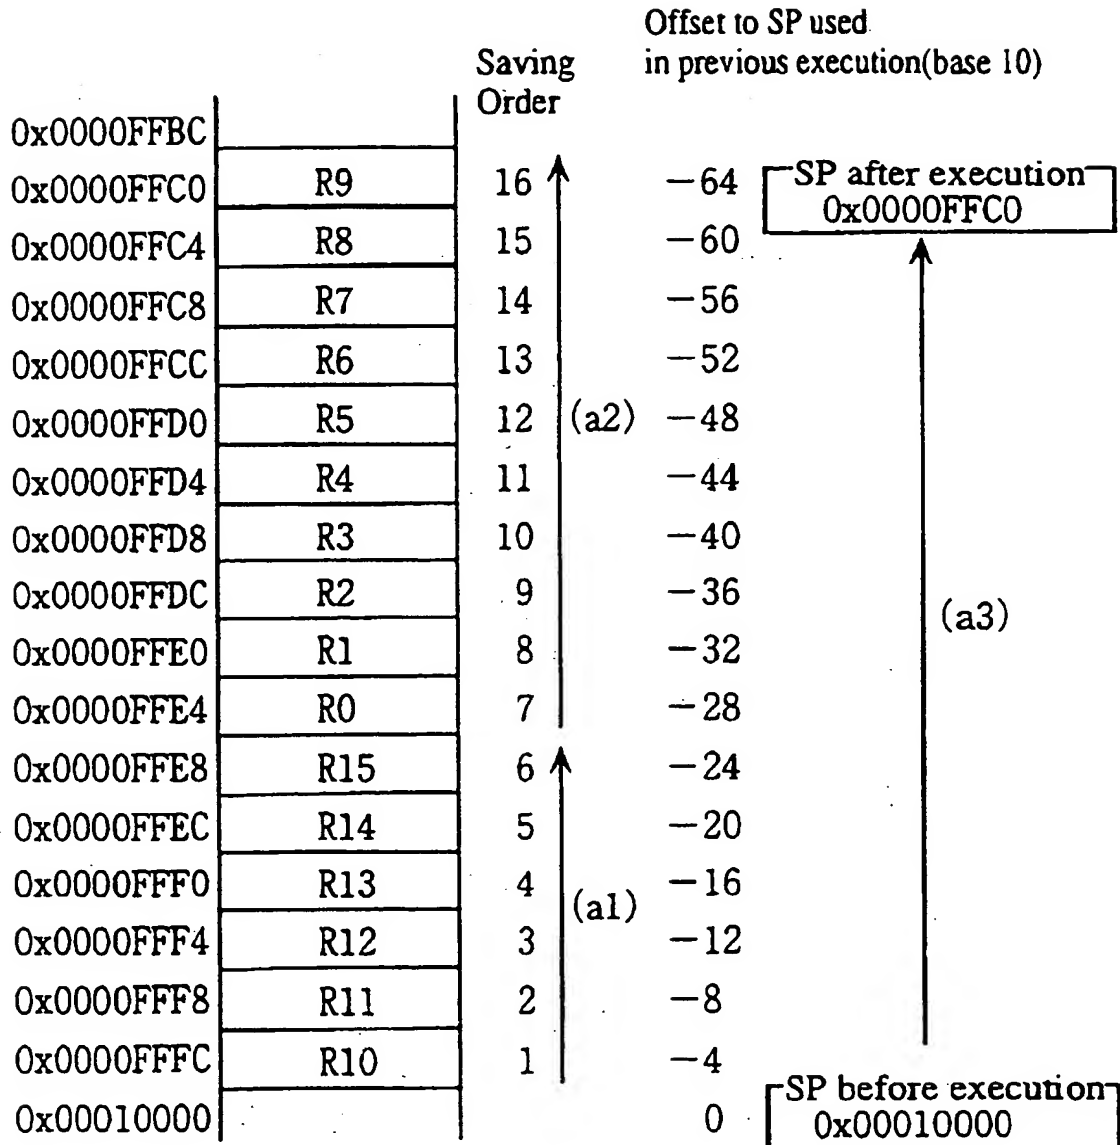 Offset to SP used
Saving in previous execution(base 10)
Order
0x0000FFBC
0x0000FFC0 R9 16 −64 SP after execution
0x0000FFC0
0x0000FFC4 R8 15 −60
0x0000FFC8 R7 14 −56
0x0000FFCC R6 13 −52
0x0000FFD0 R5 12 (a2) −48
0x0000FFD4 R4 11 −44
0x0000FFD8 R3 10 −40
0x0000FFDC R2 9 −36
(a3)
0x0000FFE0 R1 8 −32
0x0000FFE4 R0 7 −28
0x0000FFE8 R15 6 −24
0x0000FFEC R14 5 −20
0x0000FFF0 R13 4 −16
(a1)
0x0000FFF4 R12 3 −12
0x0000FFF8 R11 2 −8
0x0000FFFC R10 1 −4
SP before execution
0x00010000 0 0x00010000